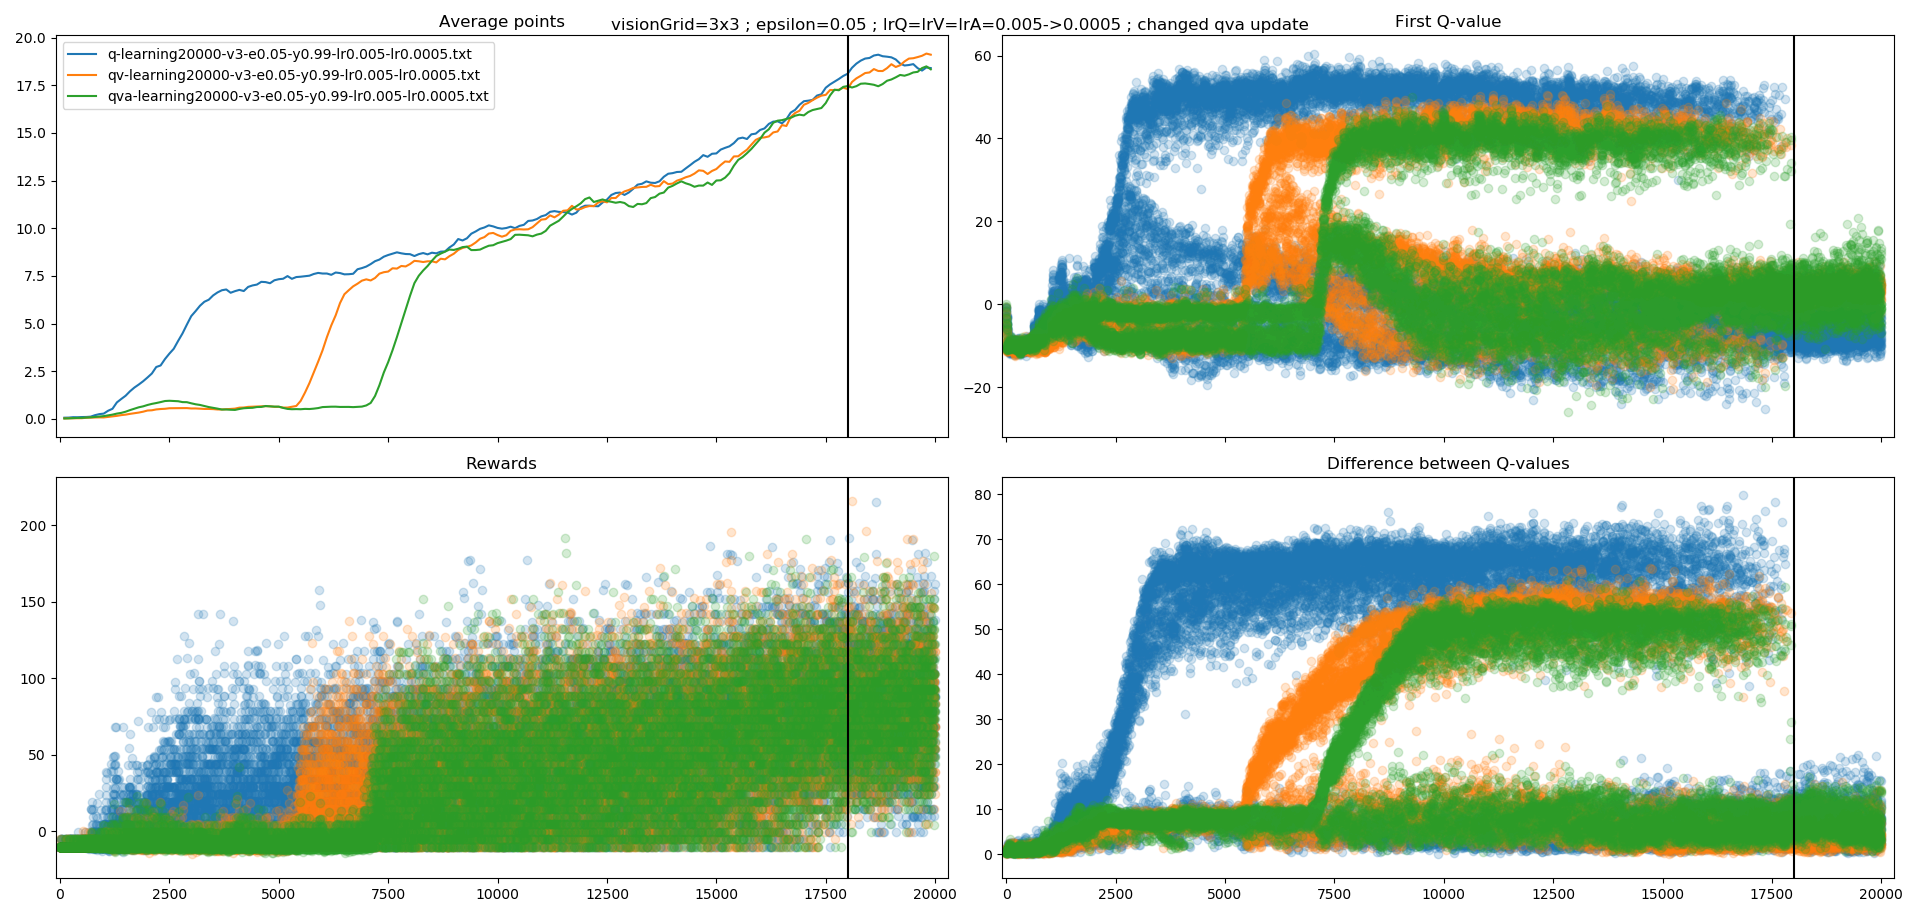 visionGrid=3x3 ; epsilon=0.05 ; lrQ=lrV=lrA=0.005->0.0005 ; changed qva update
Average points
20.0
17.5
15.0
12.5
10.0
7.5
5.0
2.5
0.0
q-learning20000-v3-e0.05-y0.99-lr0.005-lr0.0005.txt
qv-learning20000-v3-e0.05-y0.99-lr0.005-lr0.0005.txt
qva-learning20000-v3-e0.05-y0.99-lr0.005-lr0.0005.txt
First Q-value
60
40
20
0
−20
Rewards
200
150
100
50
0
0 2500 5000 7500 10000 12500 15000 17500 20000
Difference between Q-values
80
70
60
50
40
30
20
10
0
0 2500 5000 7500 10000 12500 15000 17500 20000